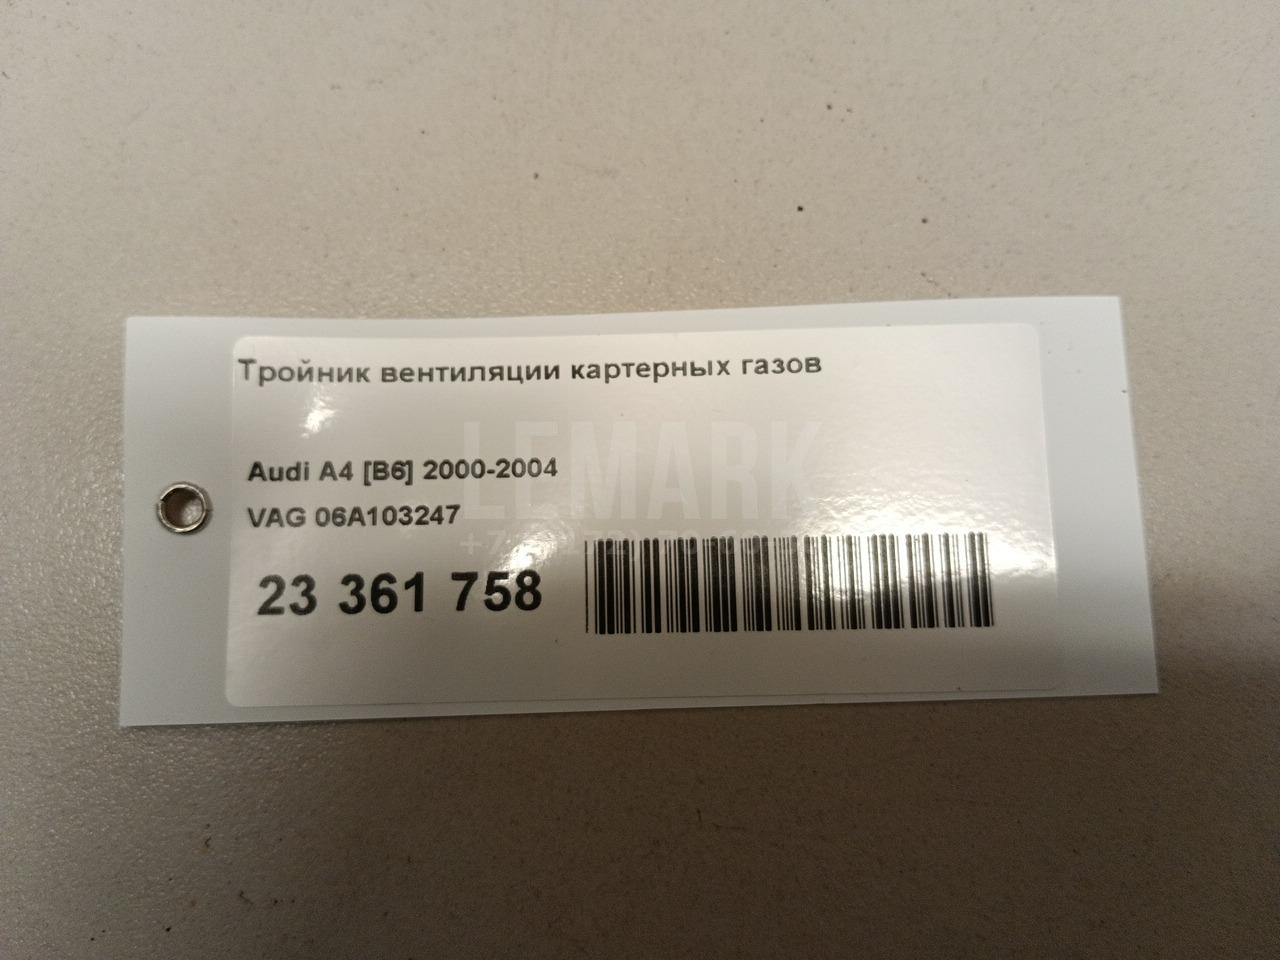 Тройник вентиляции картерных газов
LEMARK
Audi A4 [B6] 2000-2004
VAG 06A103247
23 361 758